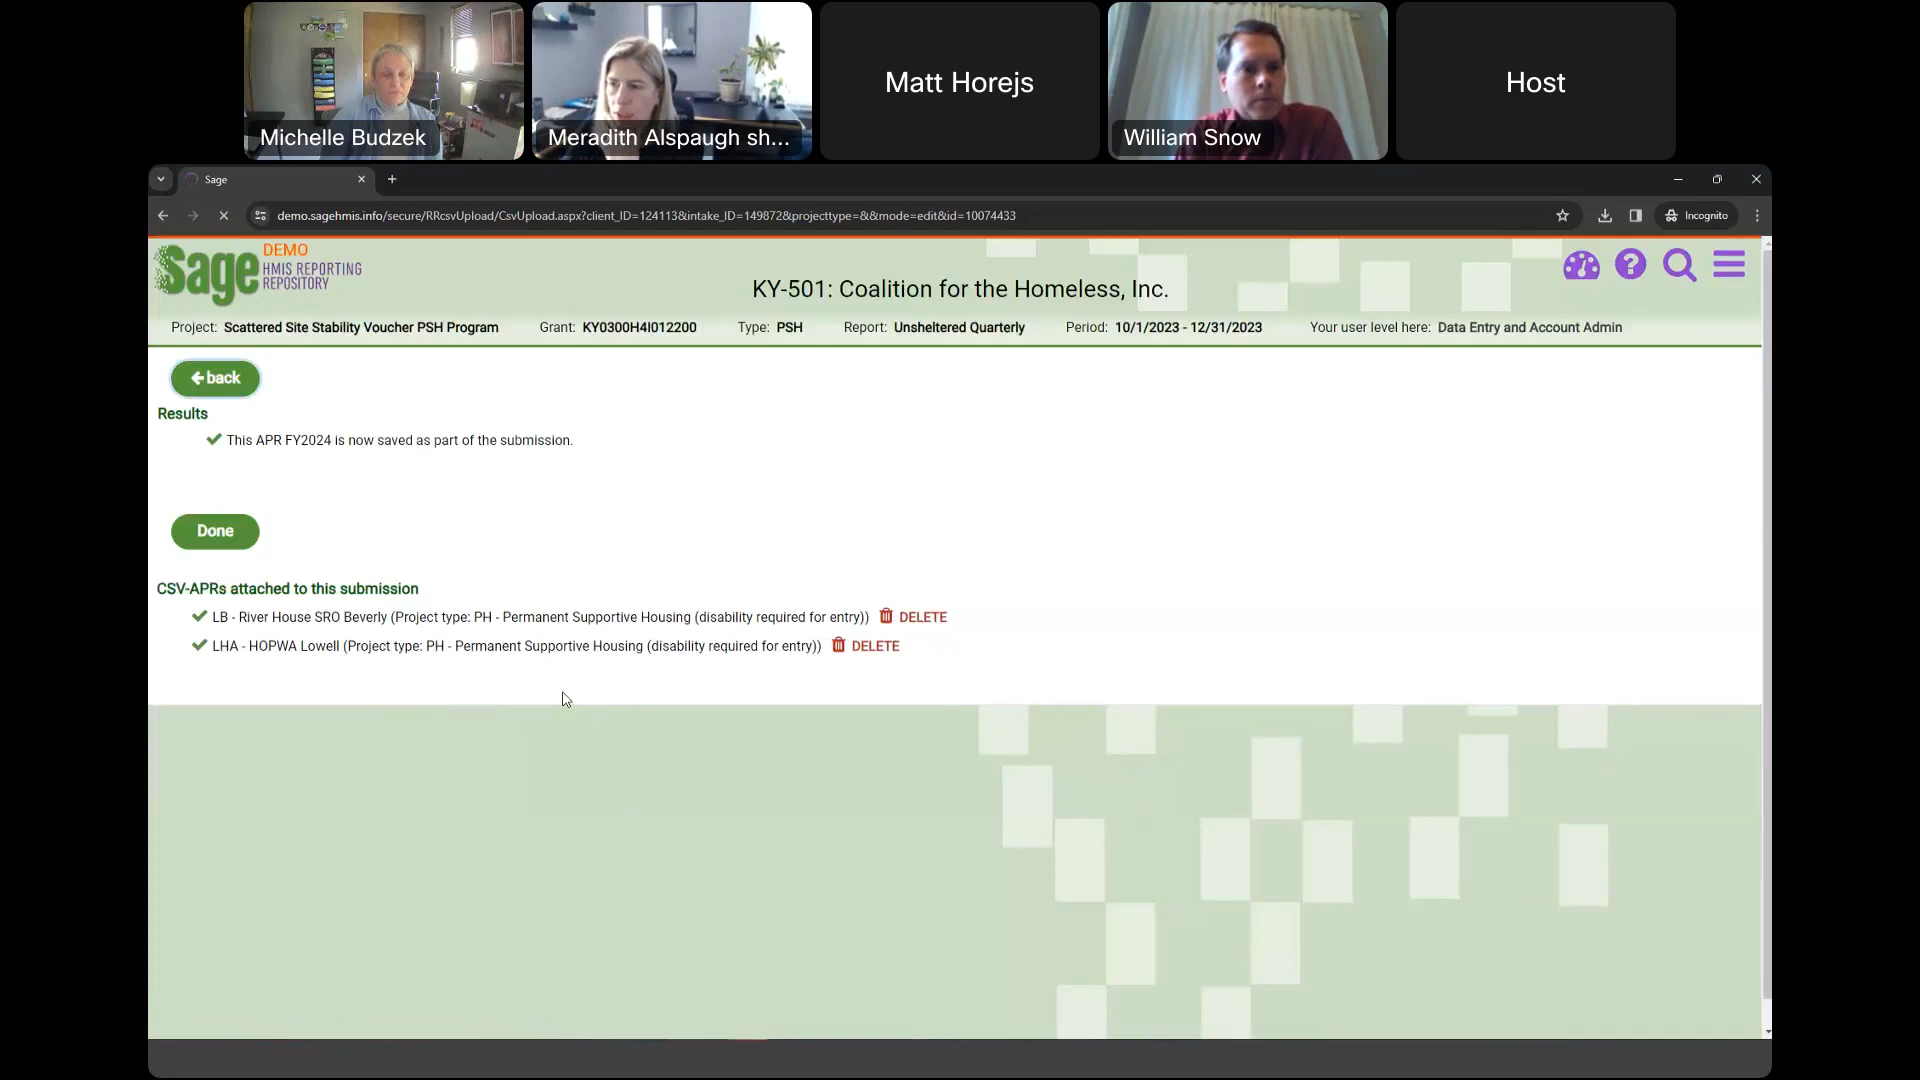 Michelle Budzek
Meradith Alspaugh sh...
Matt Horejs
William Snow
Host
Sage
demo.sagehmis.info/secure/RRcsvUpload/CsvUpload.aspx?client_ID=124113&intake_ID=149872&projecttype=&&mode=edit&id=10074433
Incognito
Sage
DEMO
HMIS REPORTING
REPOSITORY
KY-501: Coalition for the Homeless, Inc.
Project: Scattered Site Stability Voucher PSH Program Grant: KY0300H4I012200 Type: PSH Report: Unsheltered Quarterly Period: 10/1/2023 - 12/31/2023 Your user level here: Data Entry and Account Admin
back
Results
This APR FY2024 is now saved as part of the submission.
Done
CSV-APRs attached to this submission
LB - River House SRO Beverly (Project type: PH - Permanent Supportive Housing (disability required for entry)) DELETE
LHA - HOPWA Lowell (Project type: PH - Permanent Supportive Housing (disability required for entry)) DELETE